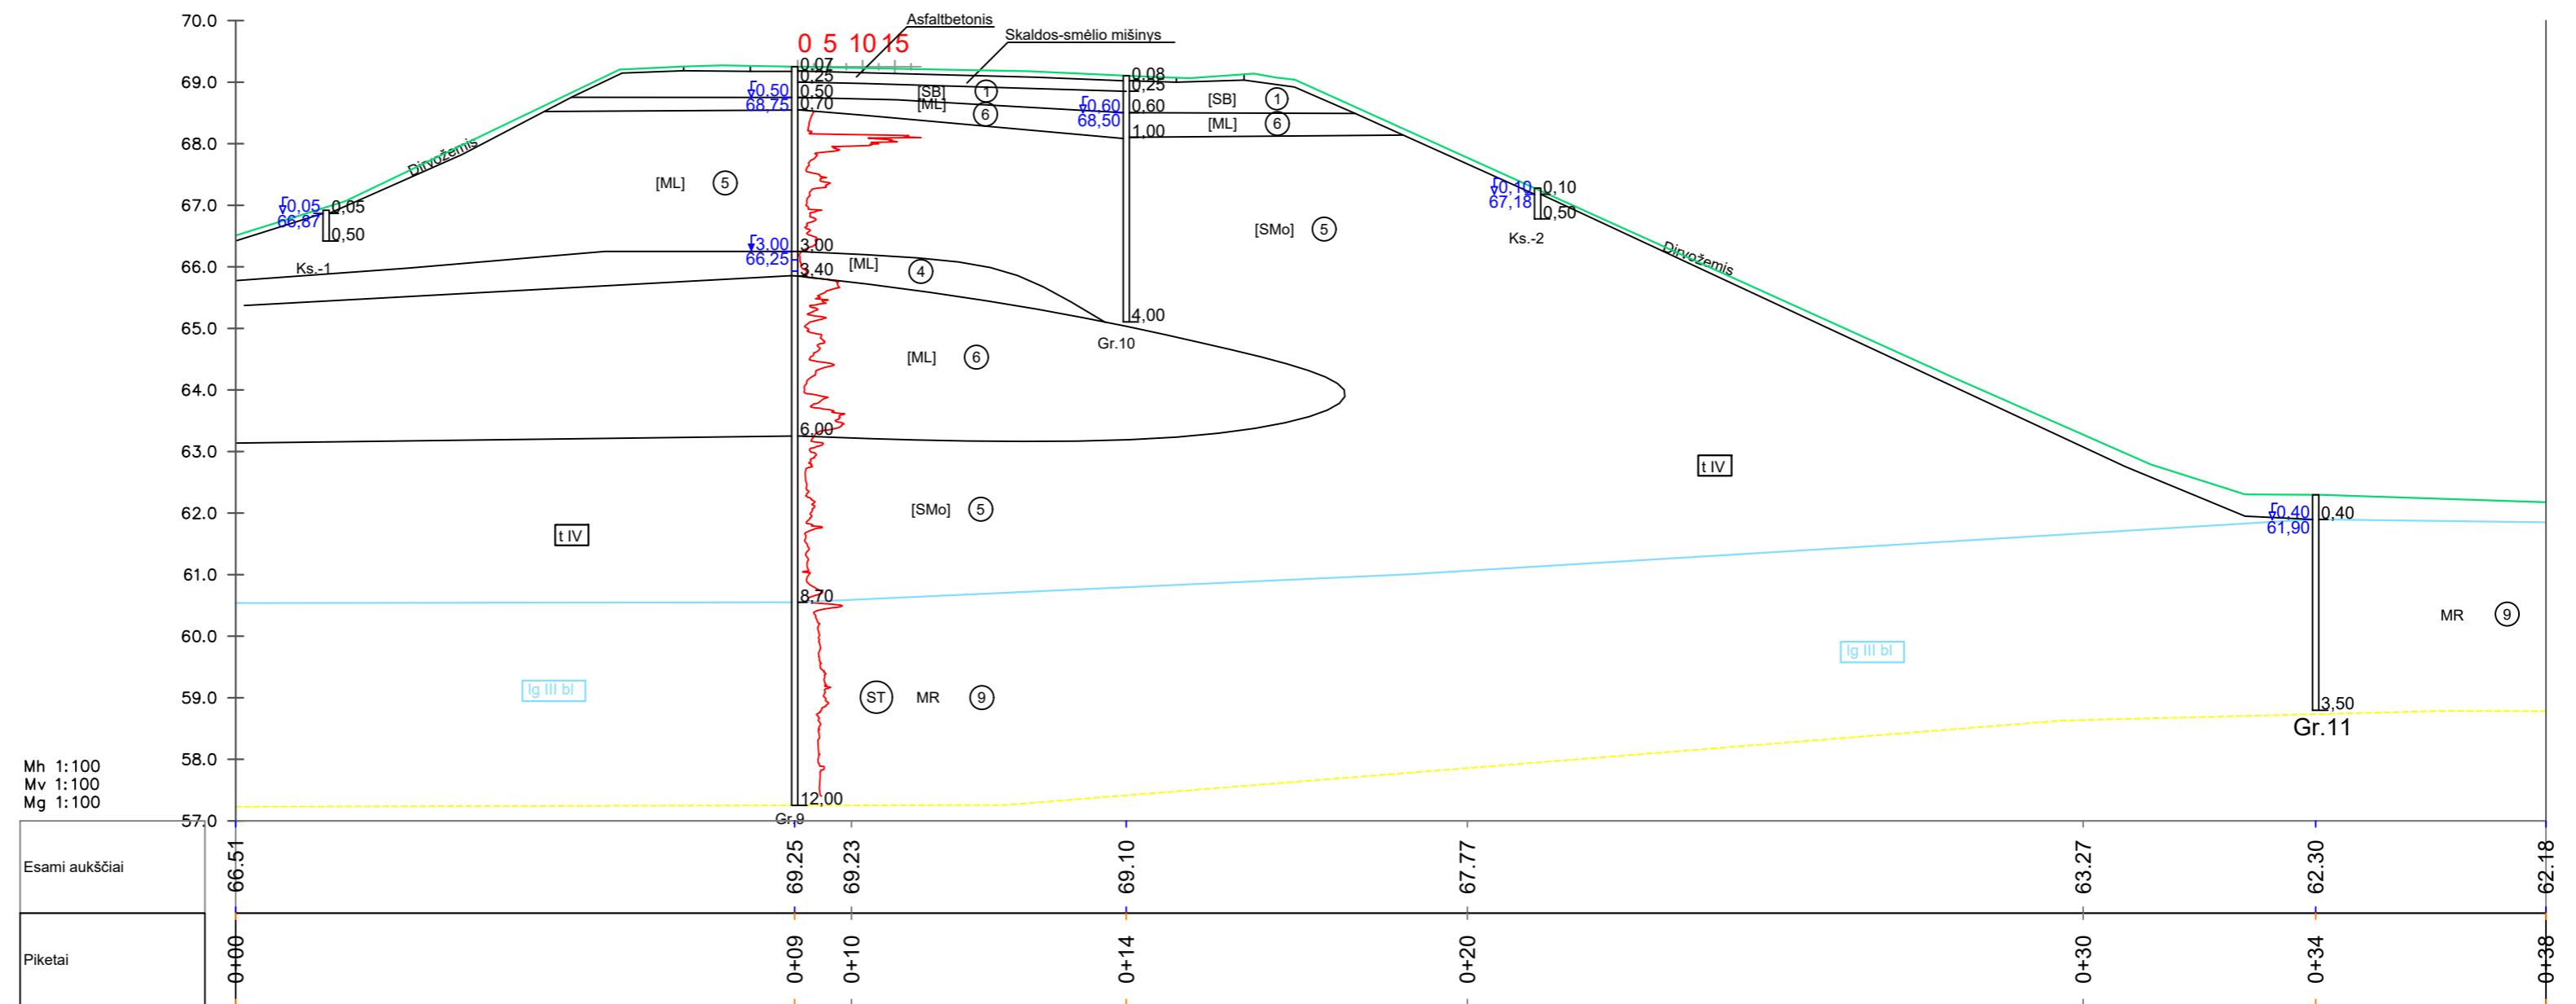 70.0
69.0
68.0
67.0
66.0
65.0
64.0
63.0
62.0
61.0
60.0
59.0
58.0
57.0
Asfaltbetonis
Skaldos-smėlio mišinys
0 5 10 15
0.07
0,25
0,50
0,70
0.50
68,75
3,00
3.00
66,25
3,40
6,00
8,70
12,00
Gr.9
[SB] 1
[ML] 6
0.08
0,25
0,60
1,00
0.60
68,50
4,00
Gr.10
[SB] 1
[ML] 6
Dirvožemis
0,05
66,87
0,05
0,50
Ks.-1
[ML] 5
[ML] 4
[ML] 6
[SMo] 5
[SMo] 5
0,10
67,18
0,10
0,50
Ks.-2
Dirvožemis
t IV
t IV
0,40
61,90
0,40
3,50
Gr.11
lg III bl
lg III bl
ST MR 9
MR 9
Mh 1:100
Mv 1:100
Mg 1:100
Esami aukščiai
66.51
69.25
69.23
69.10
67.77
63.27
62.30
62.18
Piketai
0+00
0+09
0+10
0+14
0+20
0+30
0+34
0+38